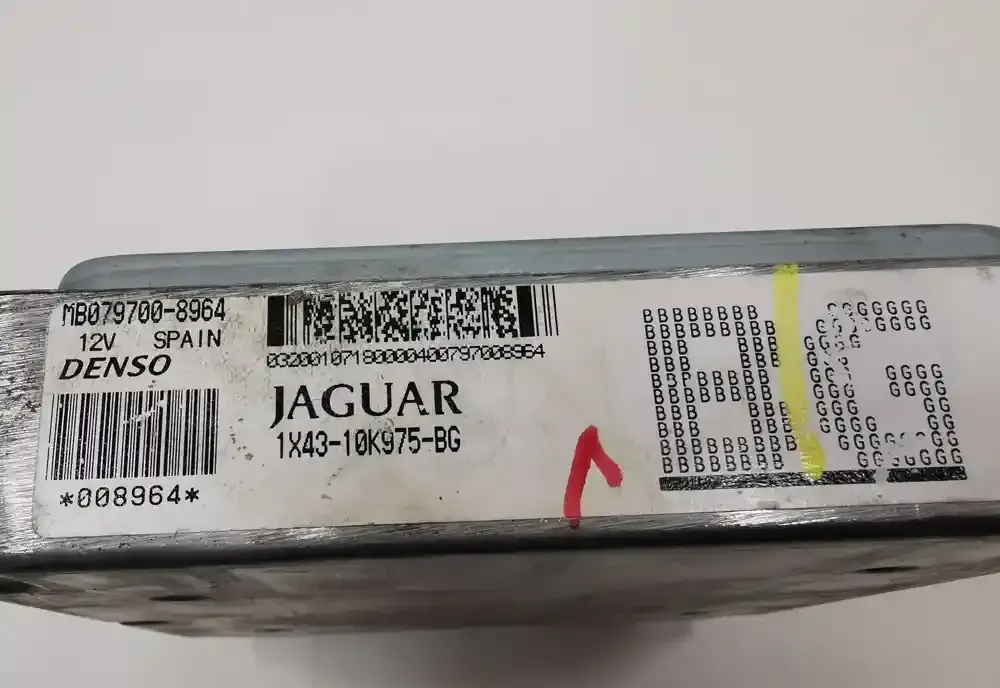 MB079700-8964
12V SPAIN
DENSO
*008964*
03200107180000400797008964
JAGUAR
1X43-10K975-BG
BG